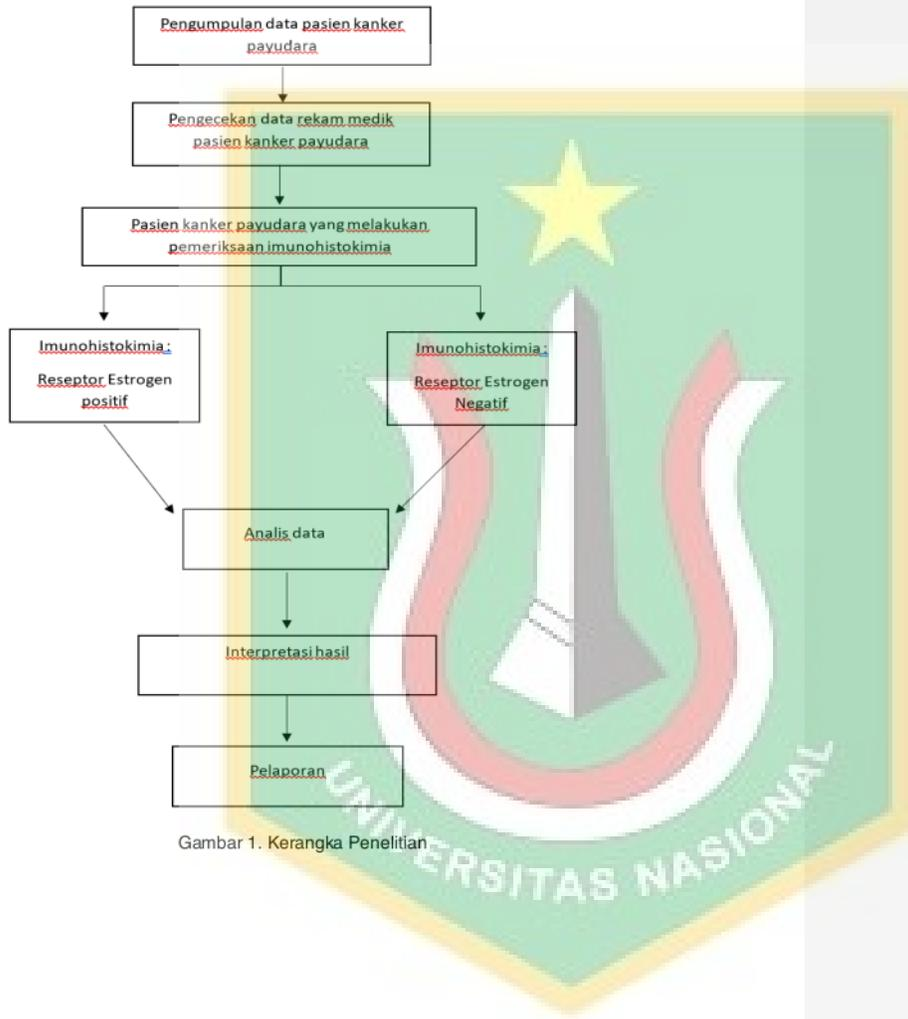 Pengumpulan data pasien kanker
payudara
Pengecekan data rekam medik
pasien kanker payudara
Pasien kanker payudara yang melakukan
pemeriksaan imunohistokimia
Imunohistokimia :
Reseptor Estrogen
positif
Imunohistokimia :
Reseptor Estrogen
Negatif
Analis data
Interpretasi hasil
Pelaporan
Gambar 1. Kerangka Penelitian
UNIVERSITAS NASIONAL